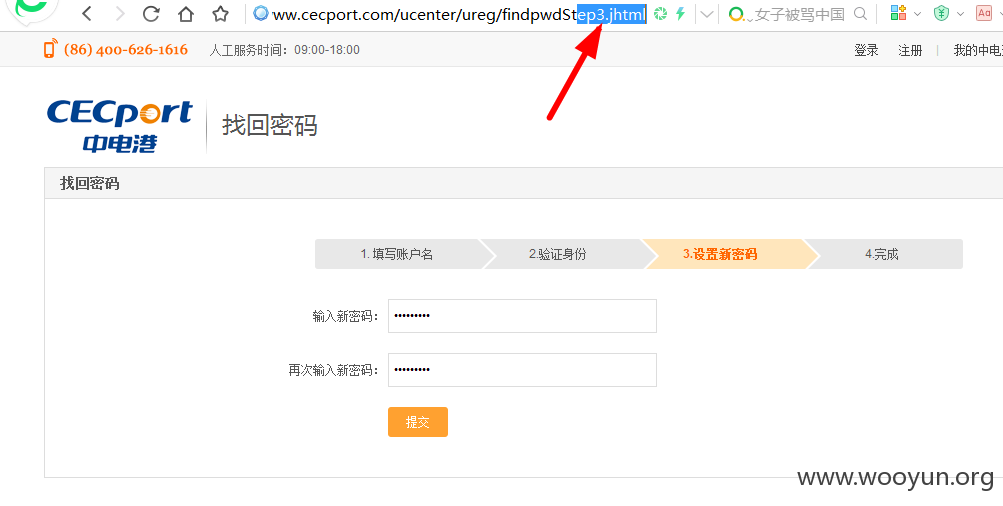 ww.cecport.com/ucenter/ureg/findpwdStep3.jhtml
女子被骂中国
Aa
(86) 400-626-1616 人工服务时间：09:00-18:00 登录 注册 | 我的中电
CECport
中电港
找回密码
找回密码
1.填写账户名 2.验证身份 3.设置新密码 4.完成
输入新密码： •••••••••
再次输入新密码： •••••••••
提交
www.wooyun.org